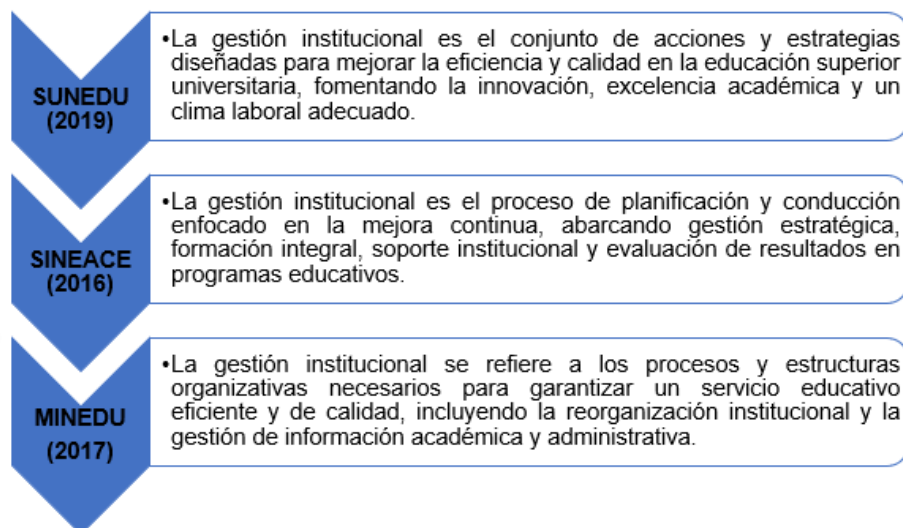 SUNEDU
(2019)
•La gestión institucional es el conjunto de acciones y estrategias
diseñadas para mejorar la eficiencia y calidad en la educación superior
universitaria, fomentando la innovación, excelencia académica y un
clima laboral adecuado.
SINEACE
(2016)
•La gestión institucional es el proceso de planificación y conducción
enfocado en la mejora continua, abarcando gestión estratégica,
formación integral, soporte institucional y evaluación de resultados en
programas educativos.
MINEDU
(2017)
•La gestión institucional se refiere a los procesos y estructuras
organizativas necesarios para garantizar un servicio educativo
eficiente y de calidad, incluyendo la reorganización institucional y la
gestión de información académica y administrativa.